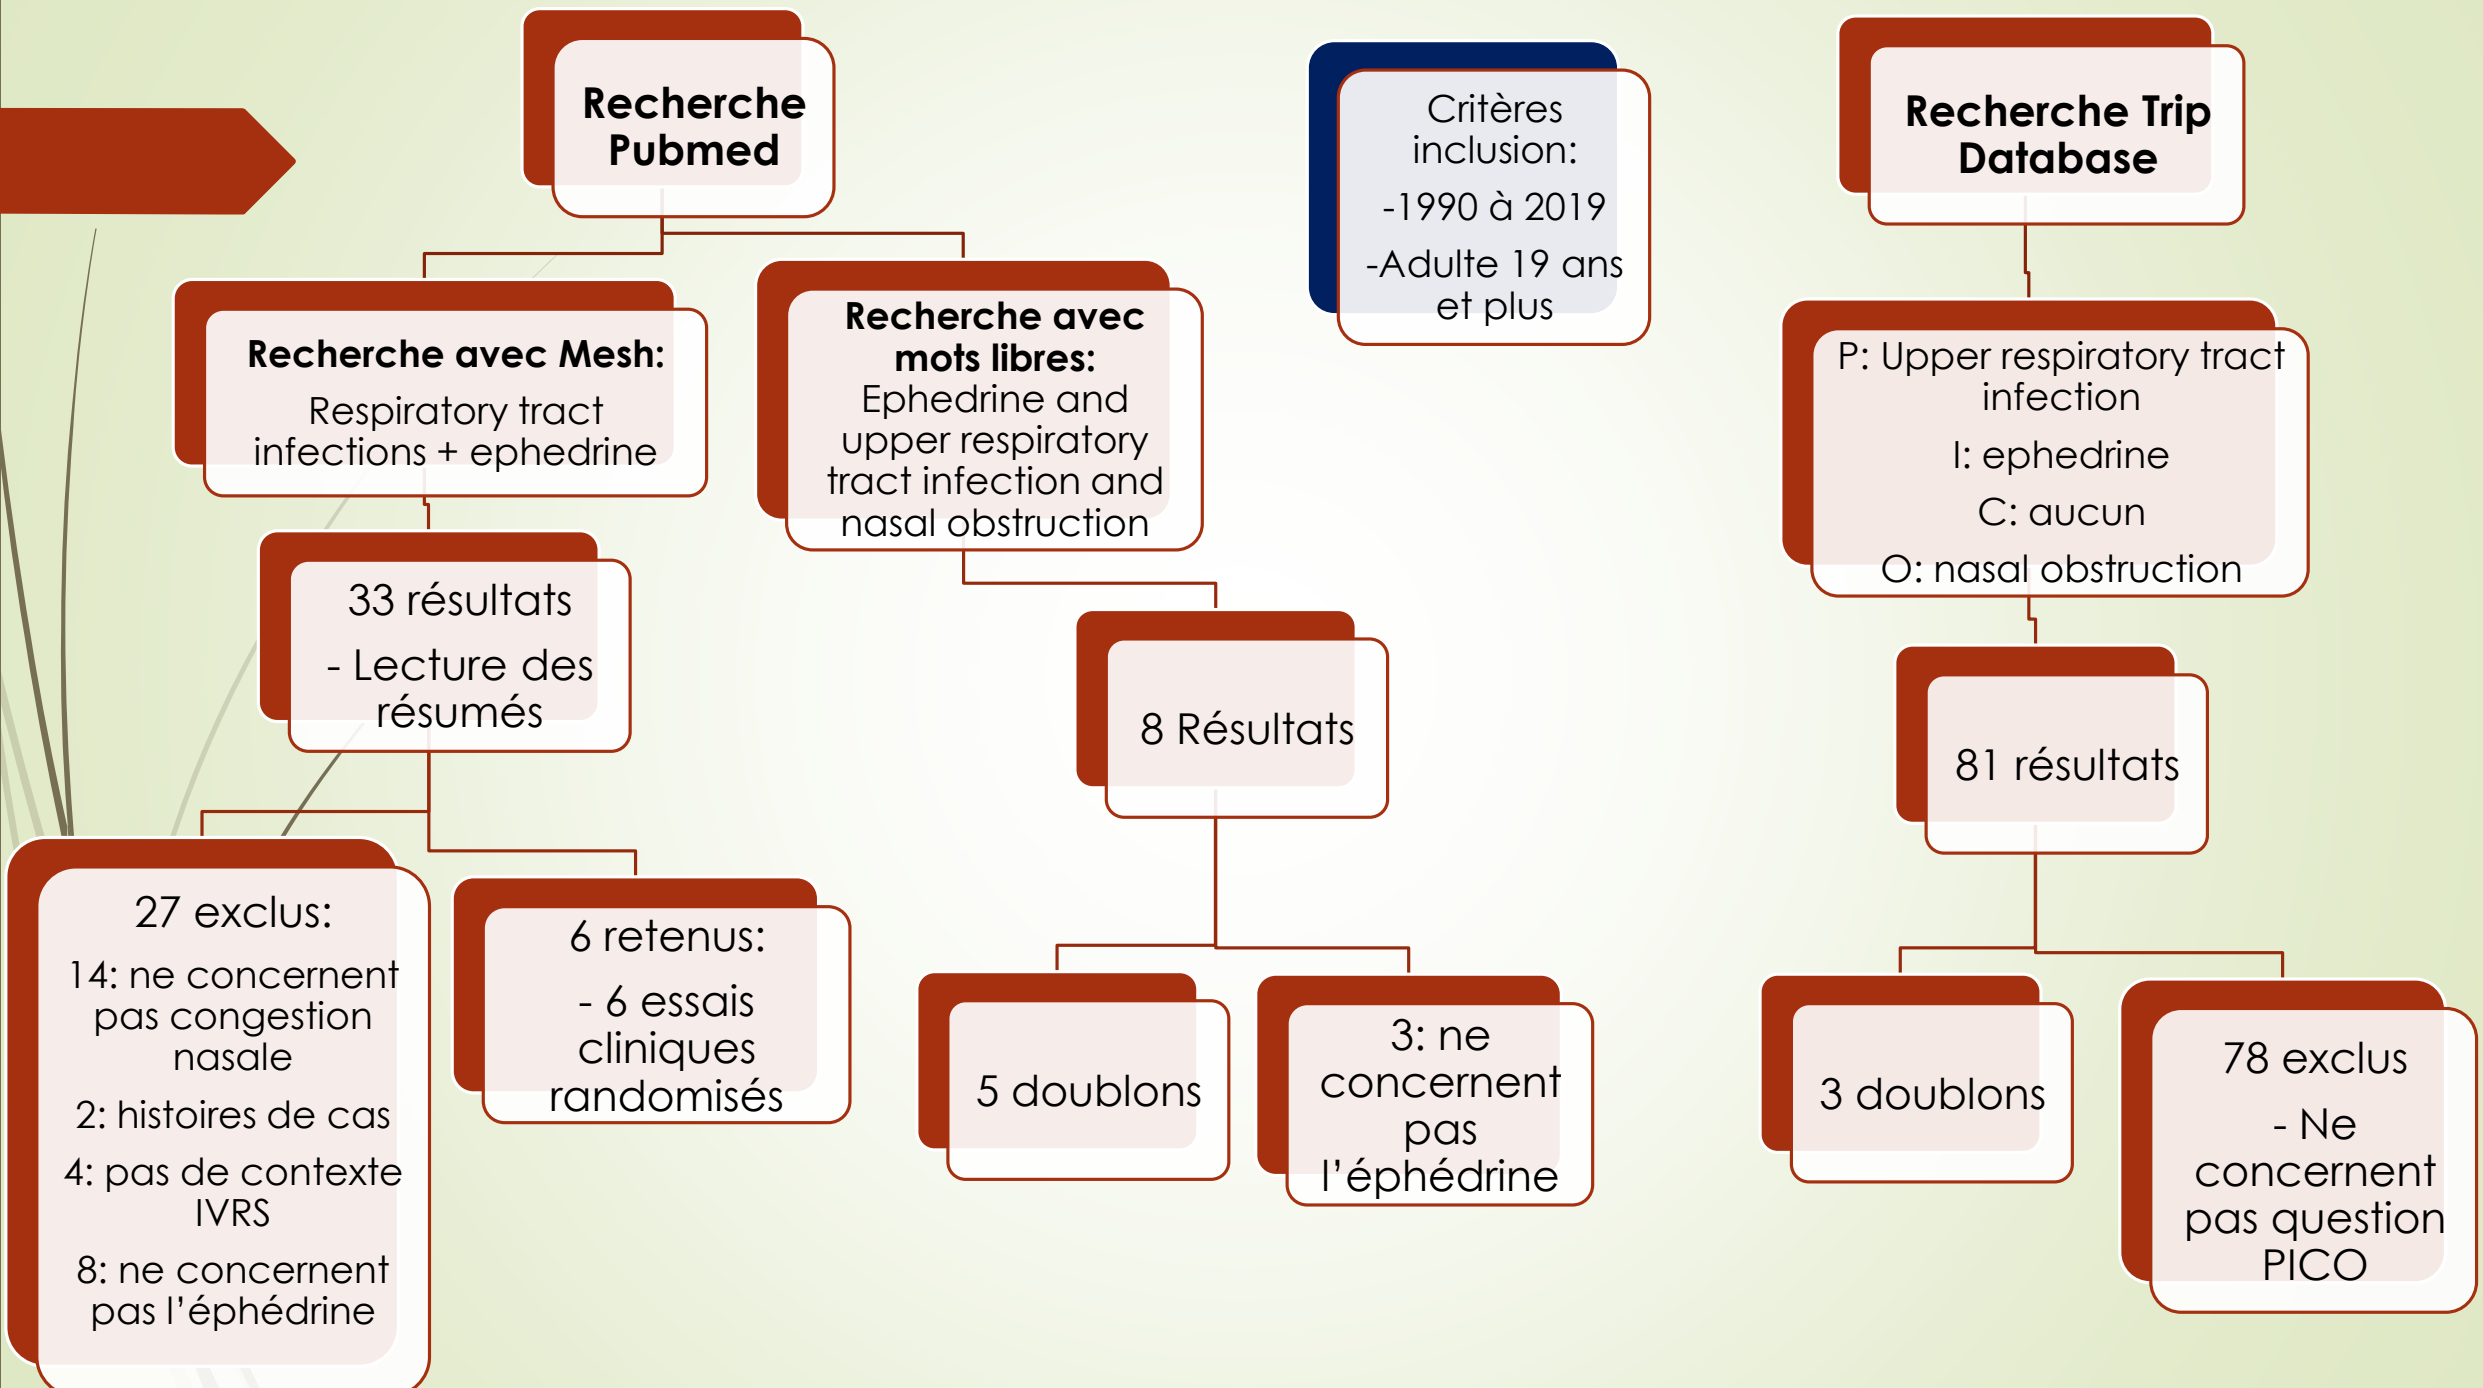 Recherche
Pubmed
Recherche avec Mesh:
Respiratory tract
infections + ephedrine
33 résultats
- Lecture des
résumés
27 exclus:
14: ne concernent
pas congestion
nasale
2: histoires de cas
4: pas de contexte
IVRS
8: ne concernent
pas l’éphédrine
6 retenus:
- 6 essais
cliniques
randomisés
Recherche avec
mots libres:
Ephedrine and
upper respiratory
tract infection and
nasal obstruction
8 Résultats
5 doublons
3: ne
concernent
pas
l’éphédrine
Critères
inclusion:
-1990 à 2019
-Adulte 19 ans
et plus
Recherche Trip
Database
P: Upper respiratory tract
infection
I: ephedrine
C: aucun
O: nasal obstruction
81 résultats
3 doublons
78 exclus
- Ne
concernent
pas question
PICO